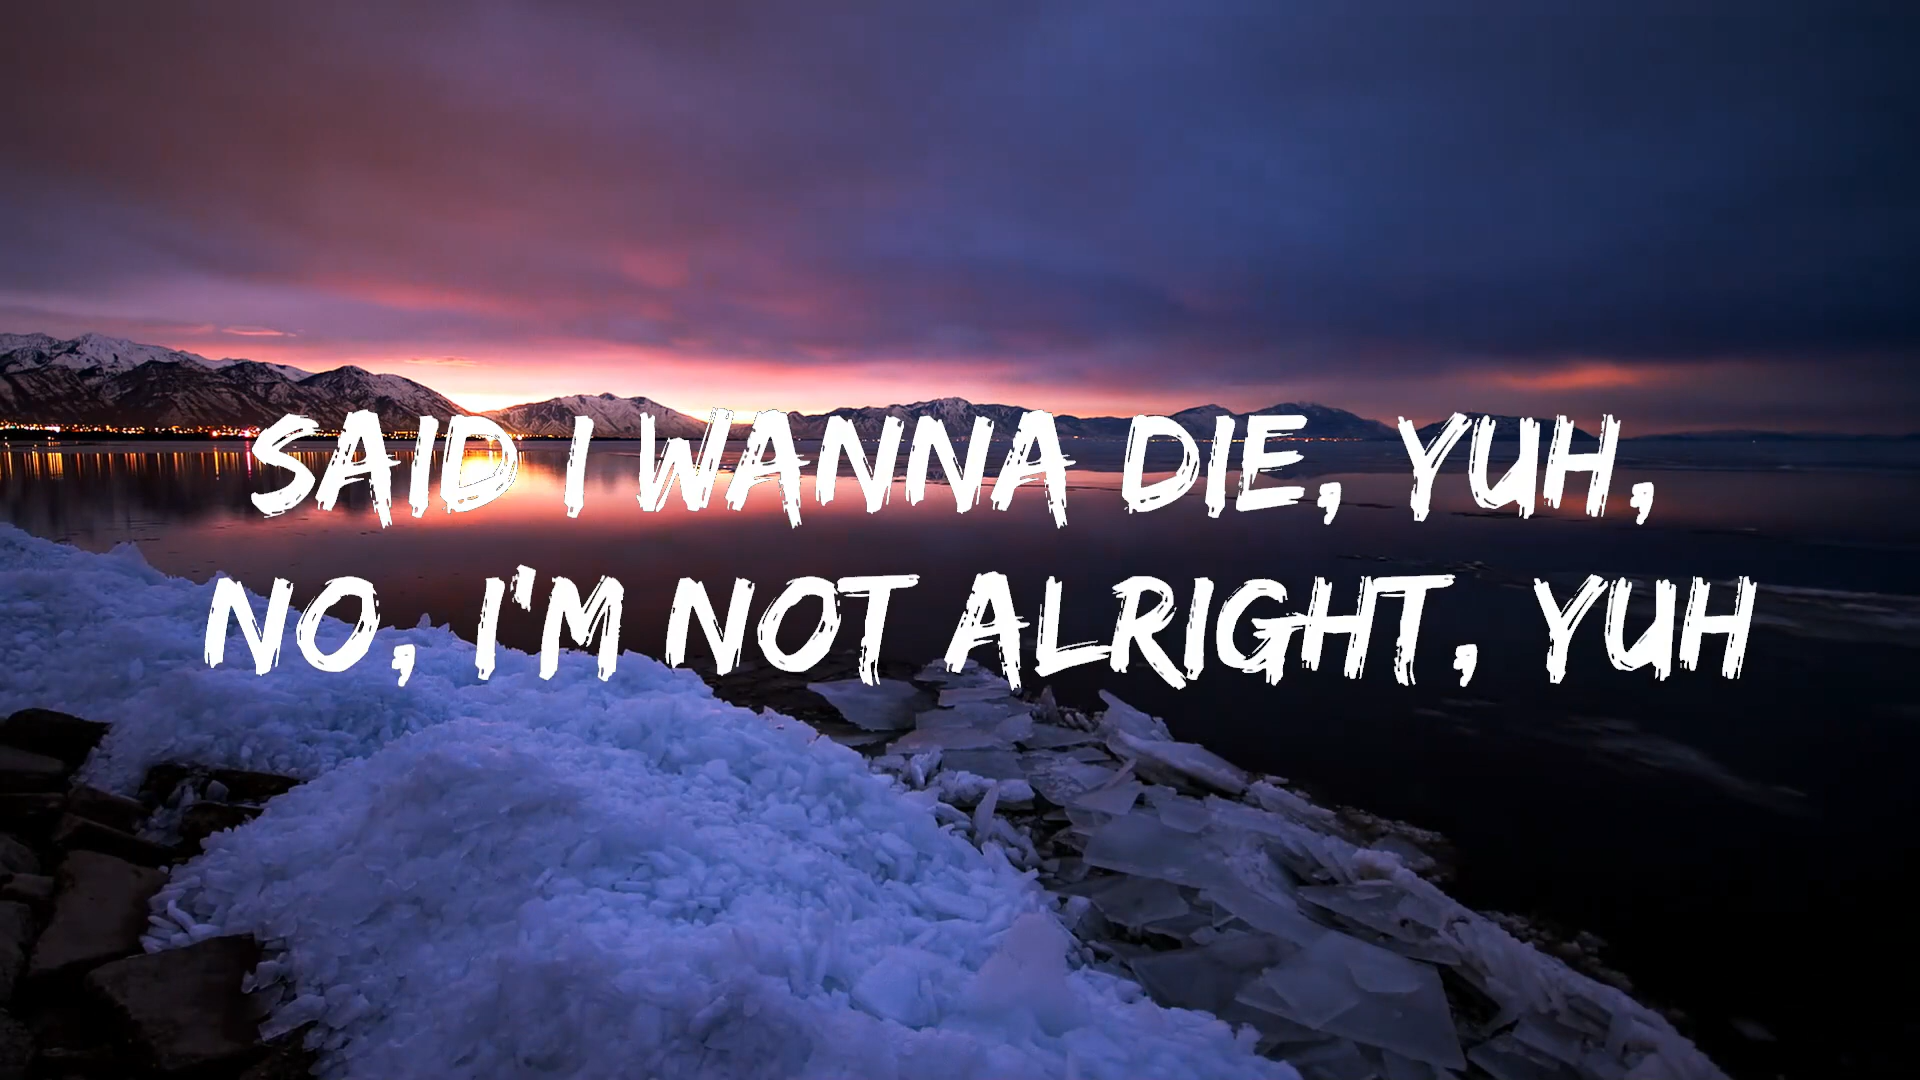 SAID I WANNA DIE, YUH,
NO, I'M NOT ALRIGHT, YUH